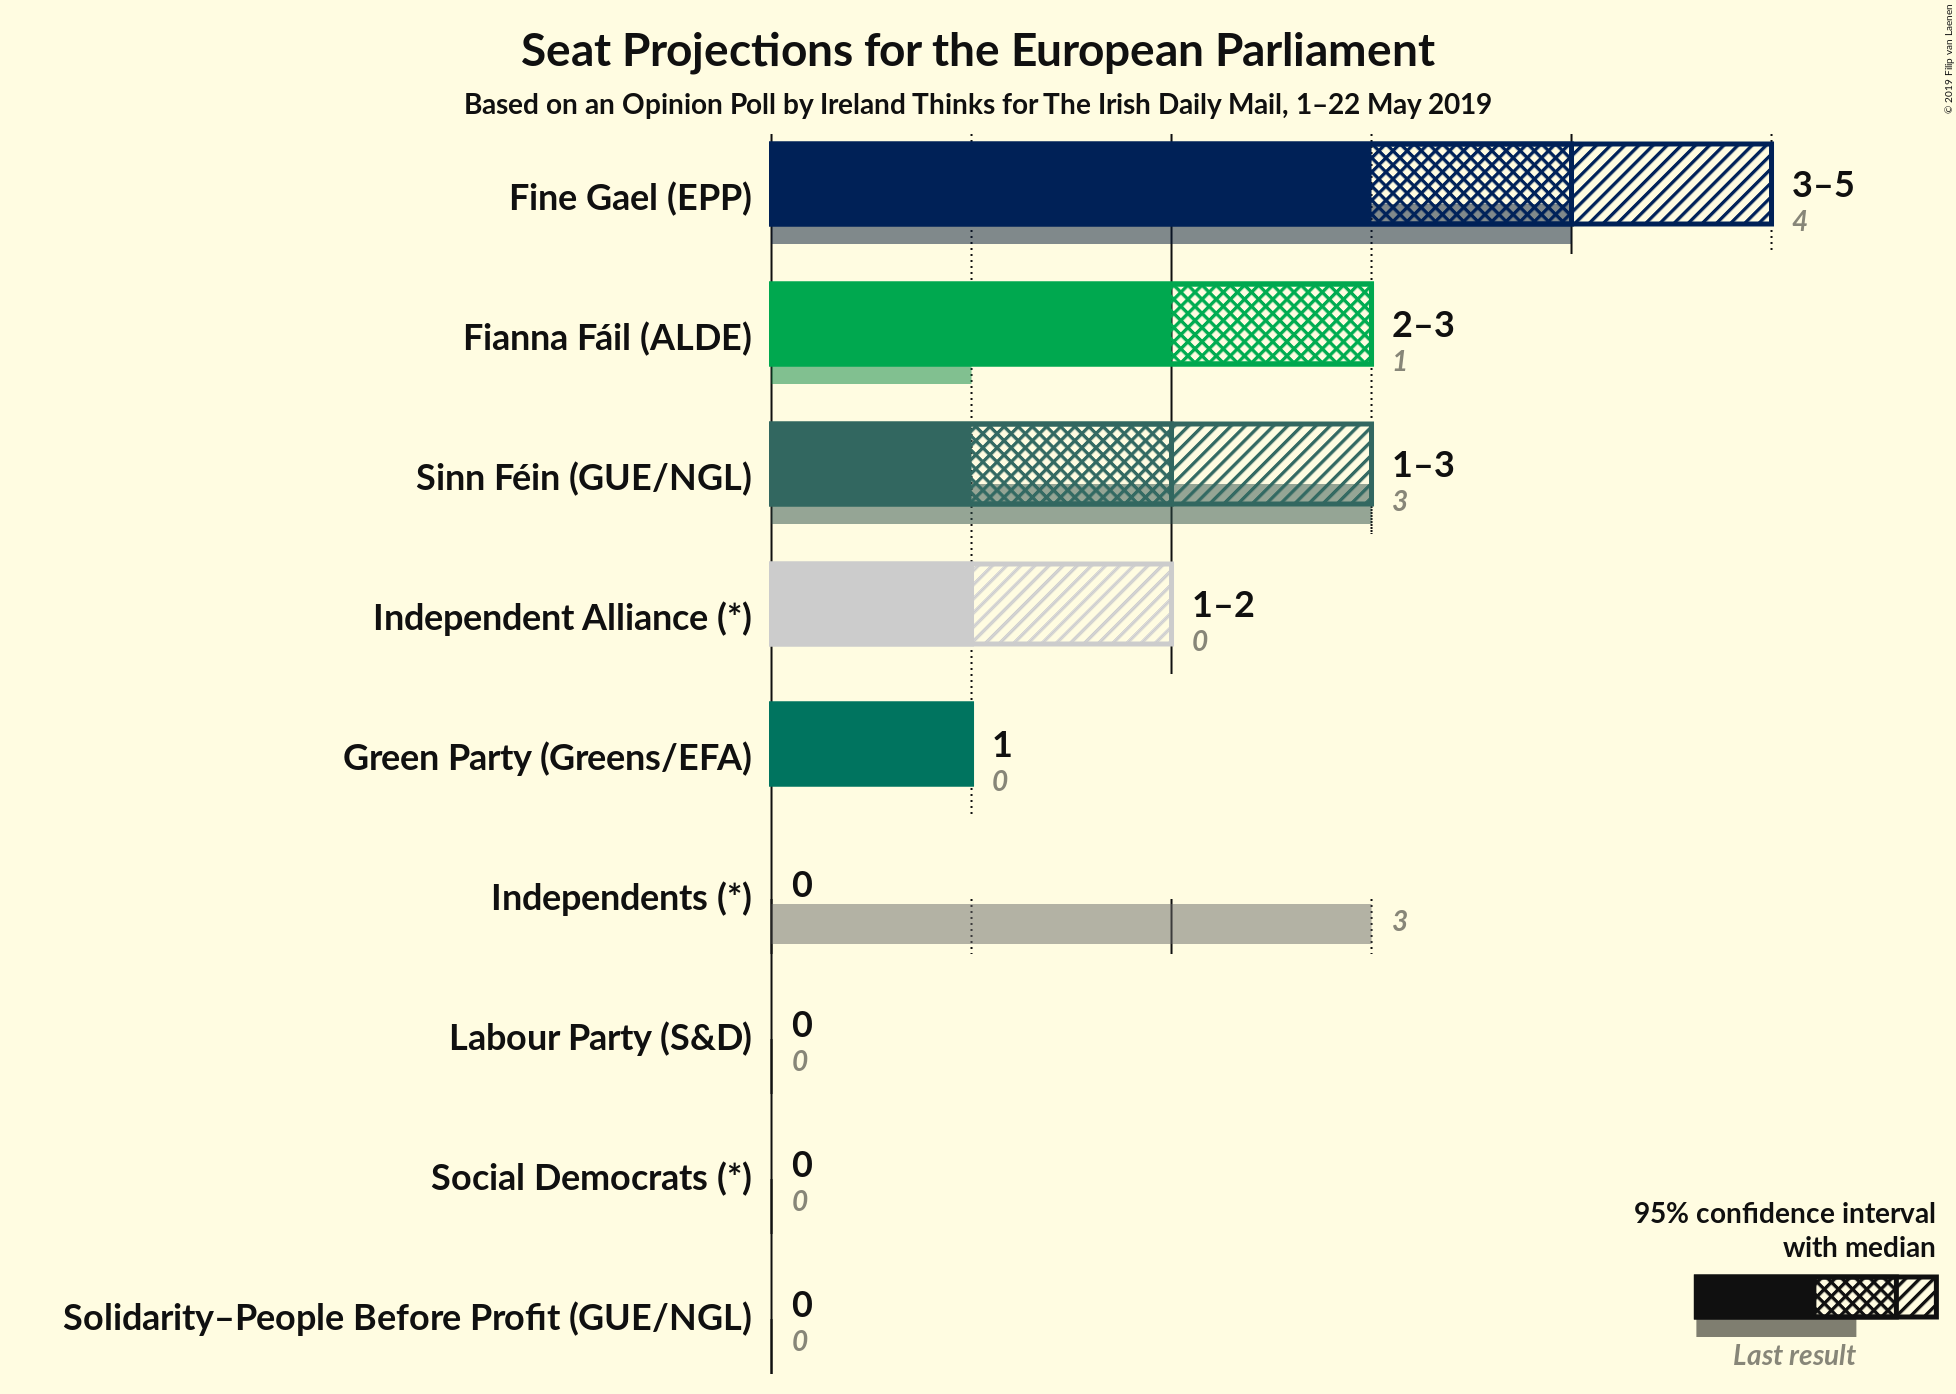 Seat Projections for the European Parliament
Based on an Opinion Poll by Ireland Thinks for The Irish Daily Mail, 1–22 May 2019
© 2019 Filip van Laenen
Fine Gael (EPP)
3–5
4
Fianna Fáil (ALDE)
2–3
1
Sinn Féin (GUE/NGL)
1–3
3
Independent Alliance (*)
1–2
0
Green Party (Greens/EFA)
1
0
Independents (*)
0
3
Labour Party (S&D)
0
0
Social Democrats (*)
0
0
Solidarity–People Before Profit (GUE/NGL)
0
0
95% confidence interval
with median
Last result